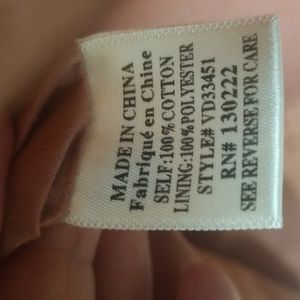 MADE IN CHINA
Fabriqué en Chine
SELF:100%COTTON
LINING:100%POLYESTER
STYLE# VD33451
RN# 130222
SEE REVERSE FOR CARE